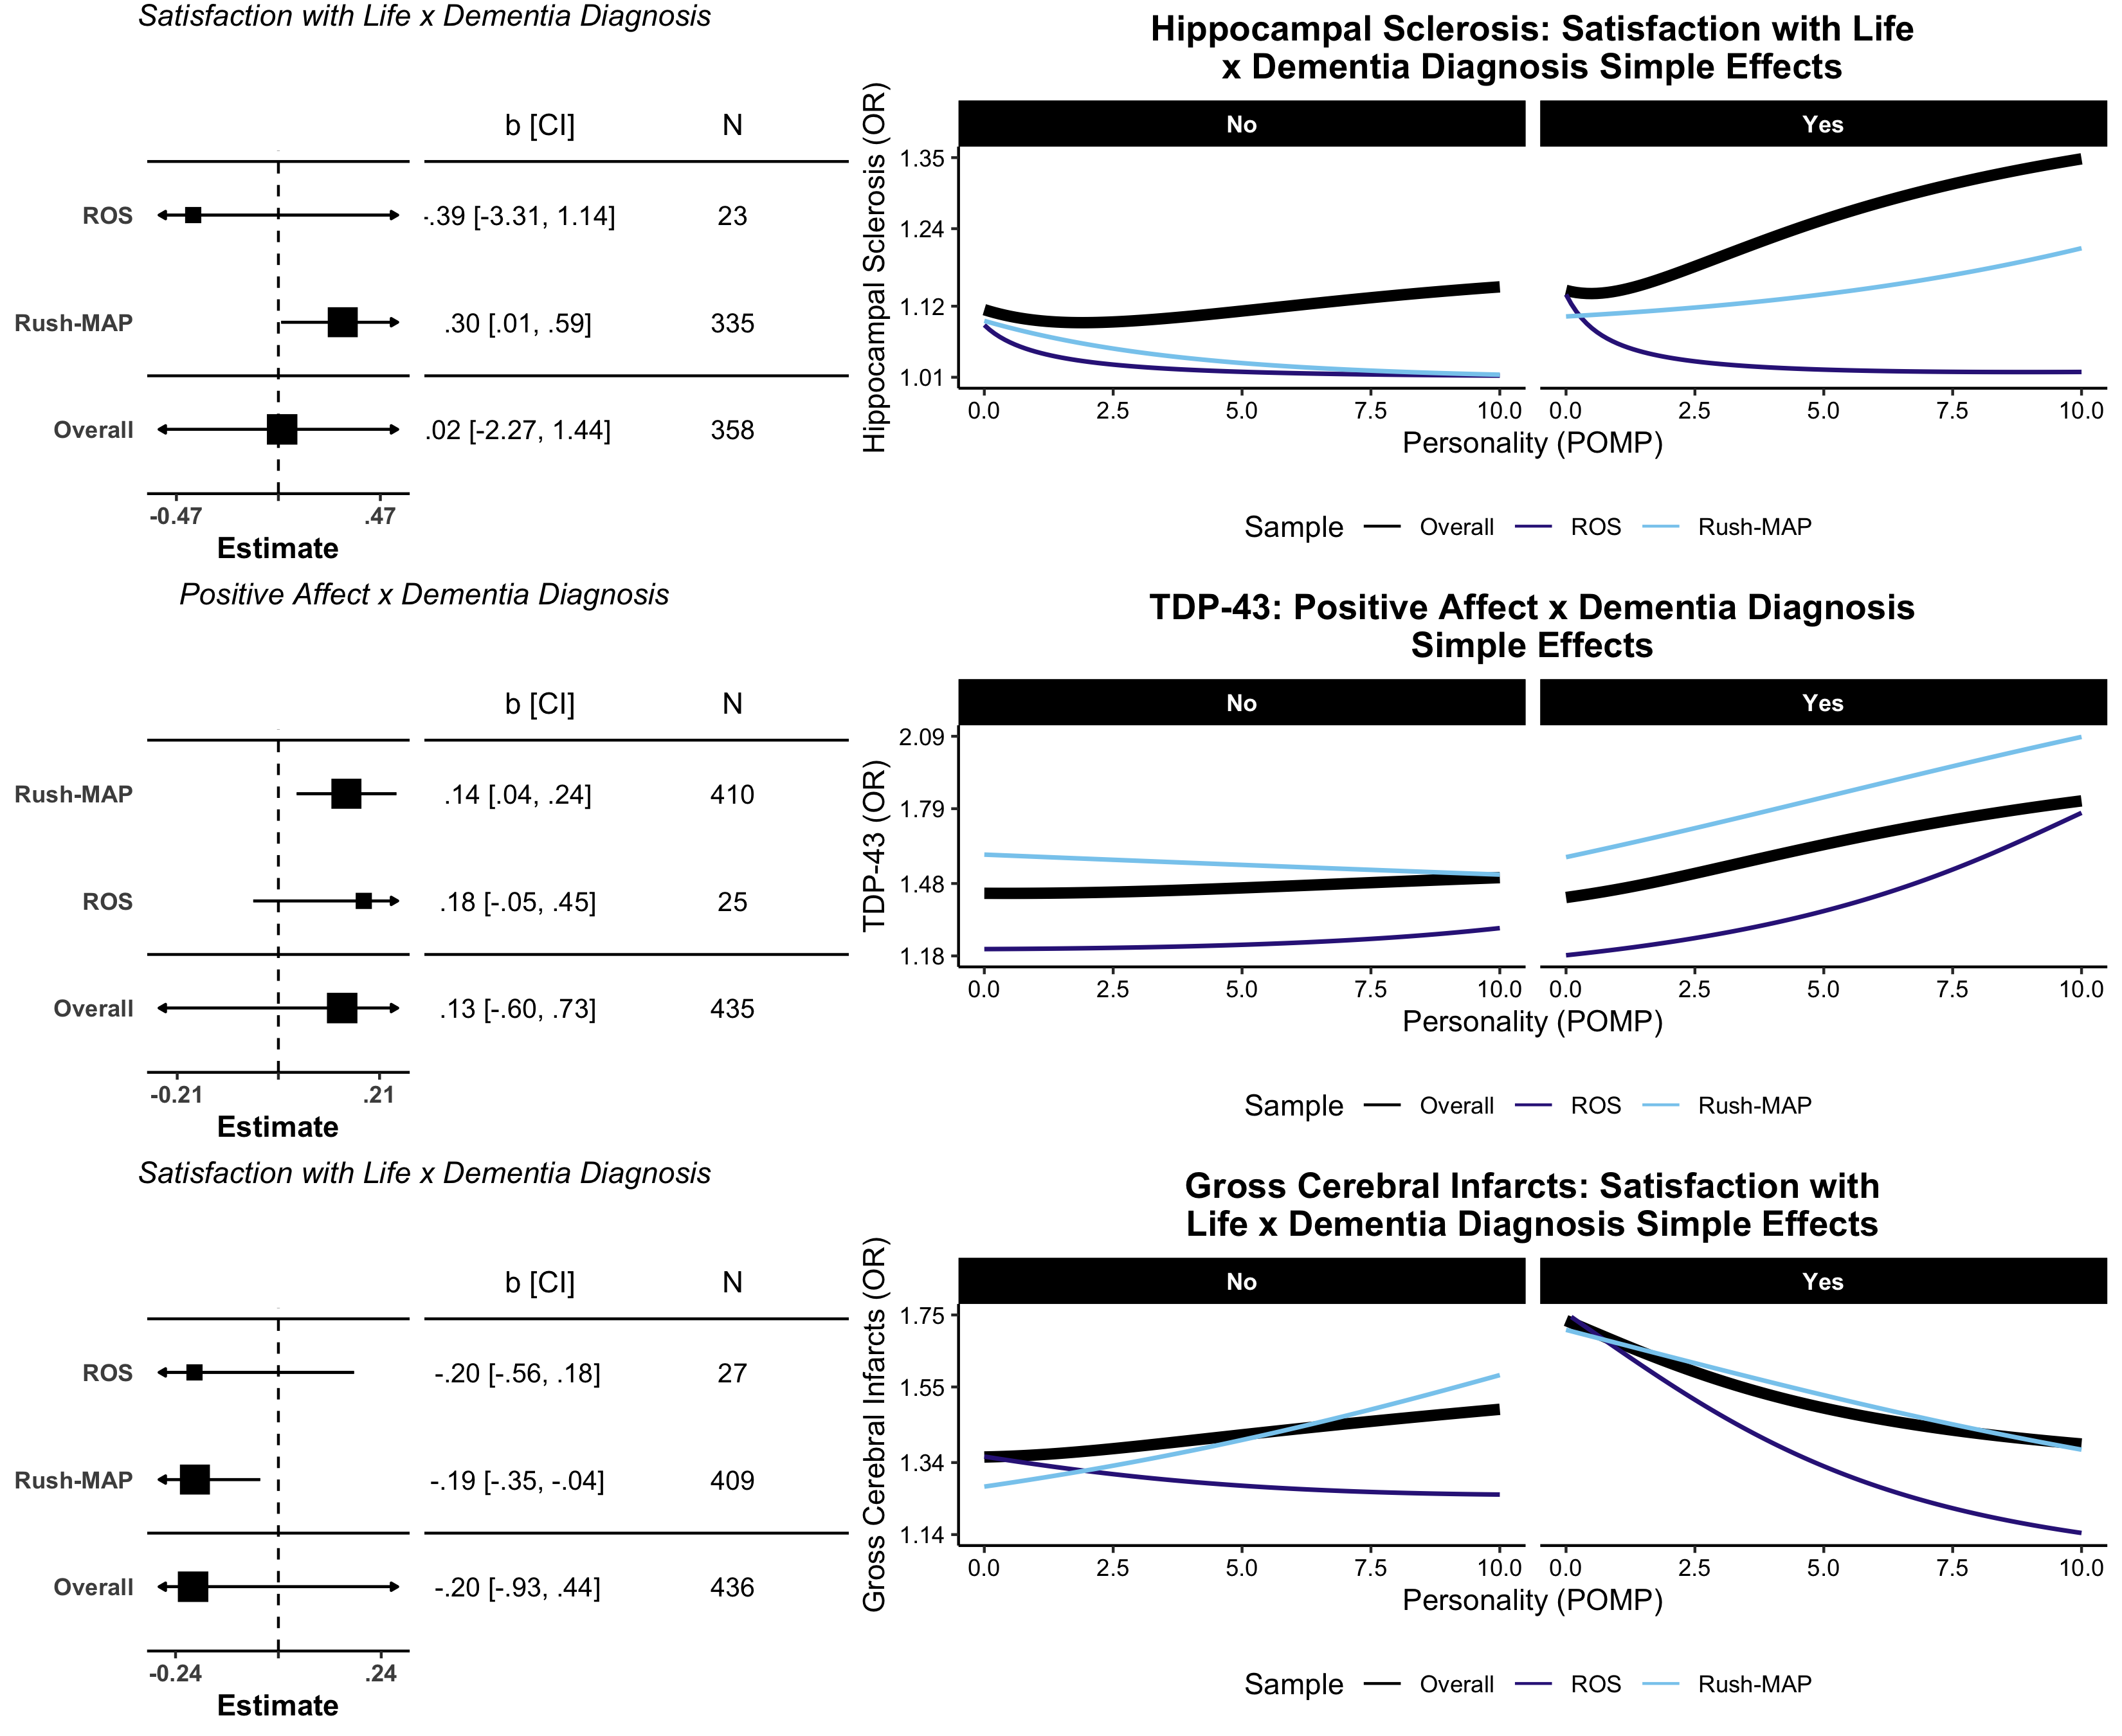 Satisfaction with Life x Dementia Diagnosis
b [CI] N
ROS -.39 [-3.31, 1.14] 23
Rush-MAP .30 [.01, .59] 335
Overall .02 [-2.27, 1.44] 358
-0.47 .47
Estimate
Hippocampal Sclerosis: Satisfaction with Life
x Dementia Diagnosis Simple Effects
Hippocampal Sclerosis (OR)
No Yes
1.35
1.24
1.12
1.01
0.0 2.5 5.0 7.5 10.0 0.0 2.5 5.0 7.5 10.0
Personality (POMP)
Sample Overall ROS Rush-MAP
Positive Affect x Dementia Diagnosis
b [CI] N
Rush-MAP .14 [.04, .24] 410
ROS .18 [-.05, .45] 25
Overall .13 [-.60, .73] 435
-0.21 .21
Estimate
TDP-43: Positive Affect x Dementia Diagnosis
Simple Effects
TDP-43 (OR)
No Yes
2.09
1.79
1.48
1.18
0.0 2.5 5.0 7.5 10.0 0.0 2.5 5.0 7.5 10.0
Personality (POMP)
Sample Overall ROS Rush-MAP
Satisfaction with Life x Dementia Diagnosis
b [CI] N
ROS -.20 [-.56, .18] 27
Rush-MAP -.19 [-.35, -.04] 409
Overall -.20 [-.93, .44] 436
-0.24 .24
Estimate
Gross Cerebral Infarcts: Satisfaction with
Life x Dementia Diagnosis Simple Effects
Gross Cerebral Infarcts (OR)
No Yes
1.75
1.55
1.34
1.14
0.0 2.5 5.0 7.5 10.0 0.0 2.5 5.0 7.5 10.0
Personality (POMP)
Sample Overall ROS Rush-MAP